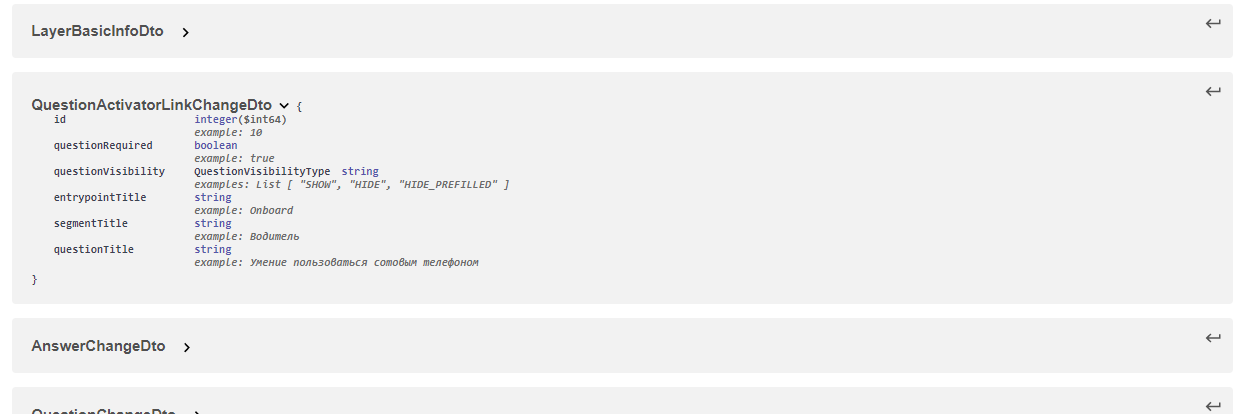 LayerBasicInfoDto
QuestionActivatorLinkChangeDto {
id integer($int64)
example: 10
questionRequired boolean
example: true
questionVisibility QuestionVisibilityType string
examples: List [ "SHOW", "HIDE", "HIDE_PREFILLED" ]
entrypointTitle string
example: Onboard
segmentTitle string
example: Водитель
questionTitle string
example: Умение пользоваться сотовым телефоном
}
AnswerChangeDto
QuestionChangeDto